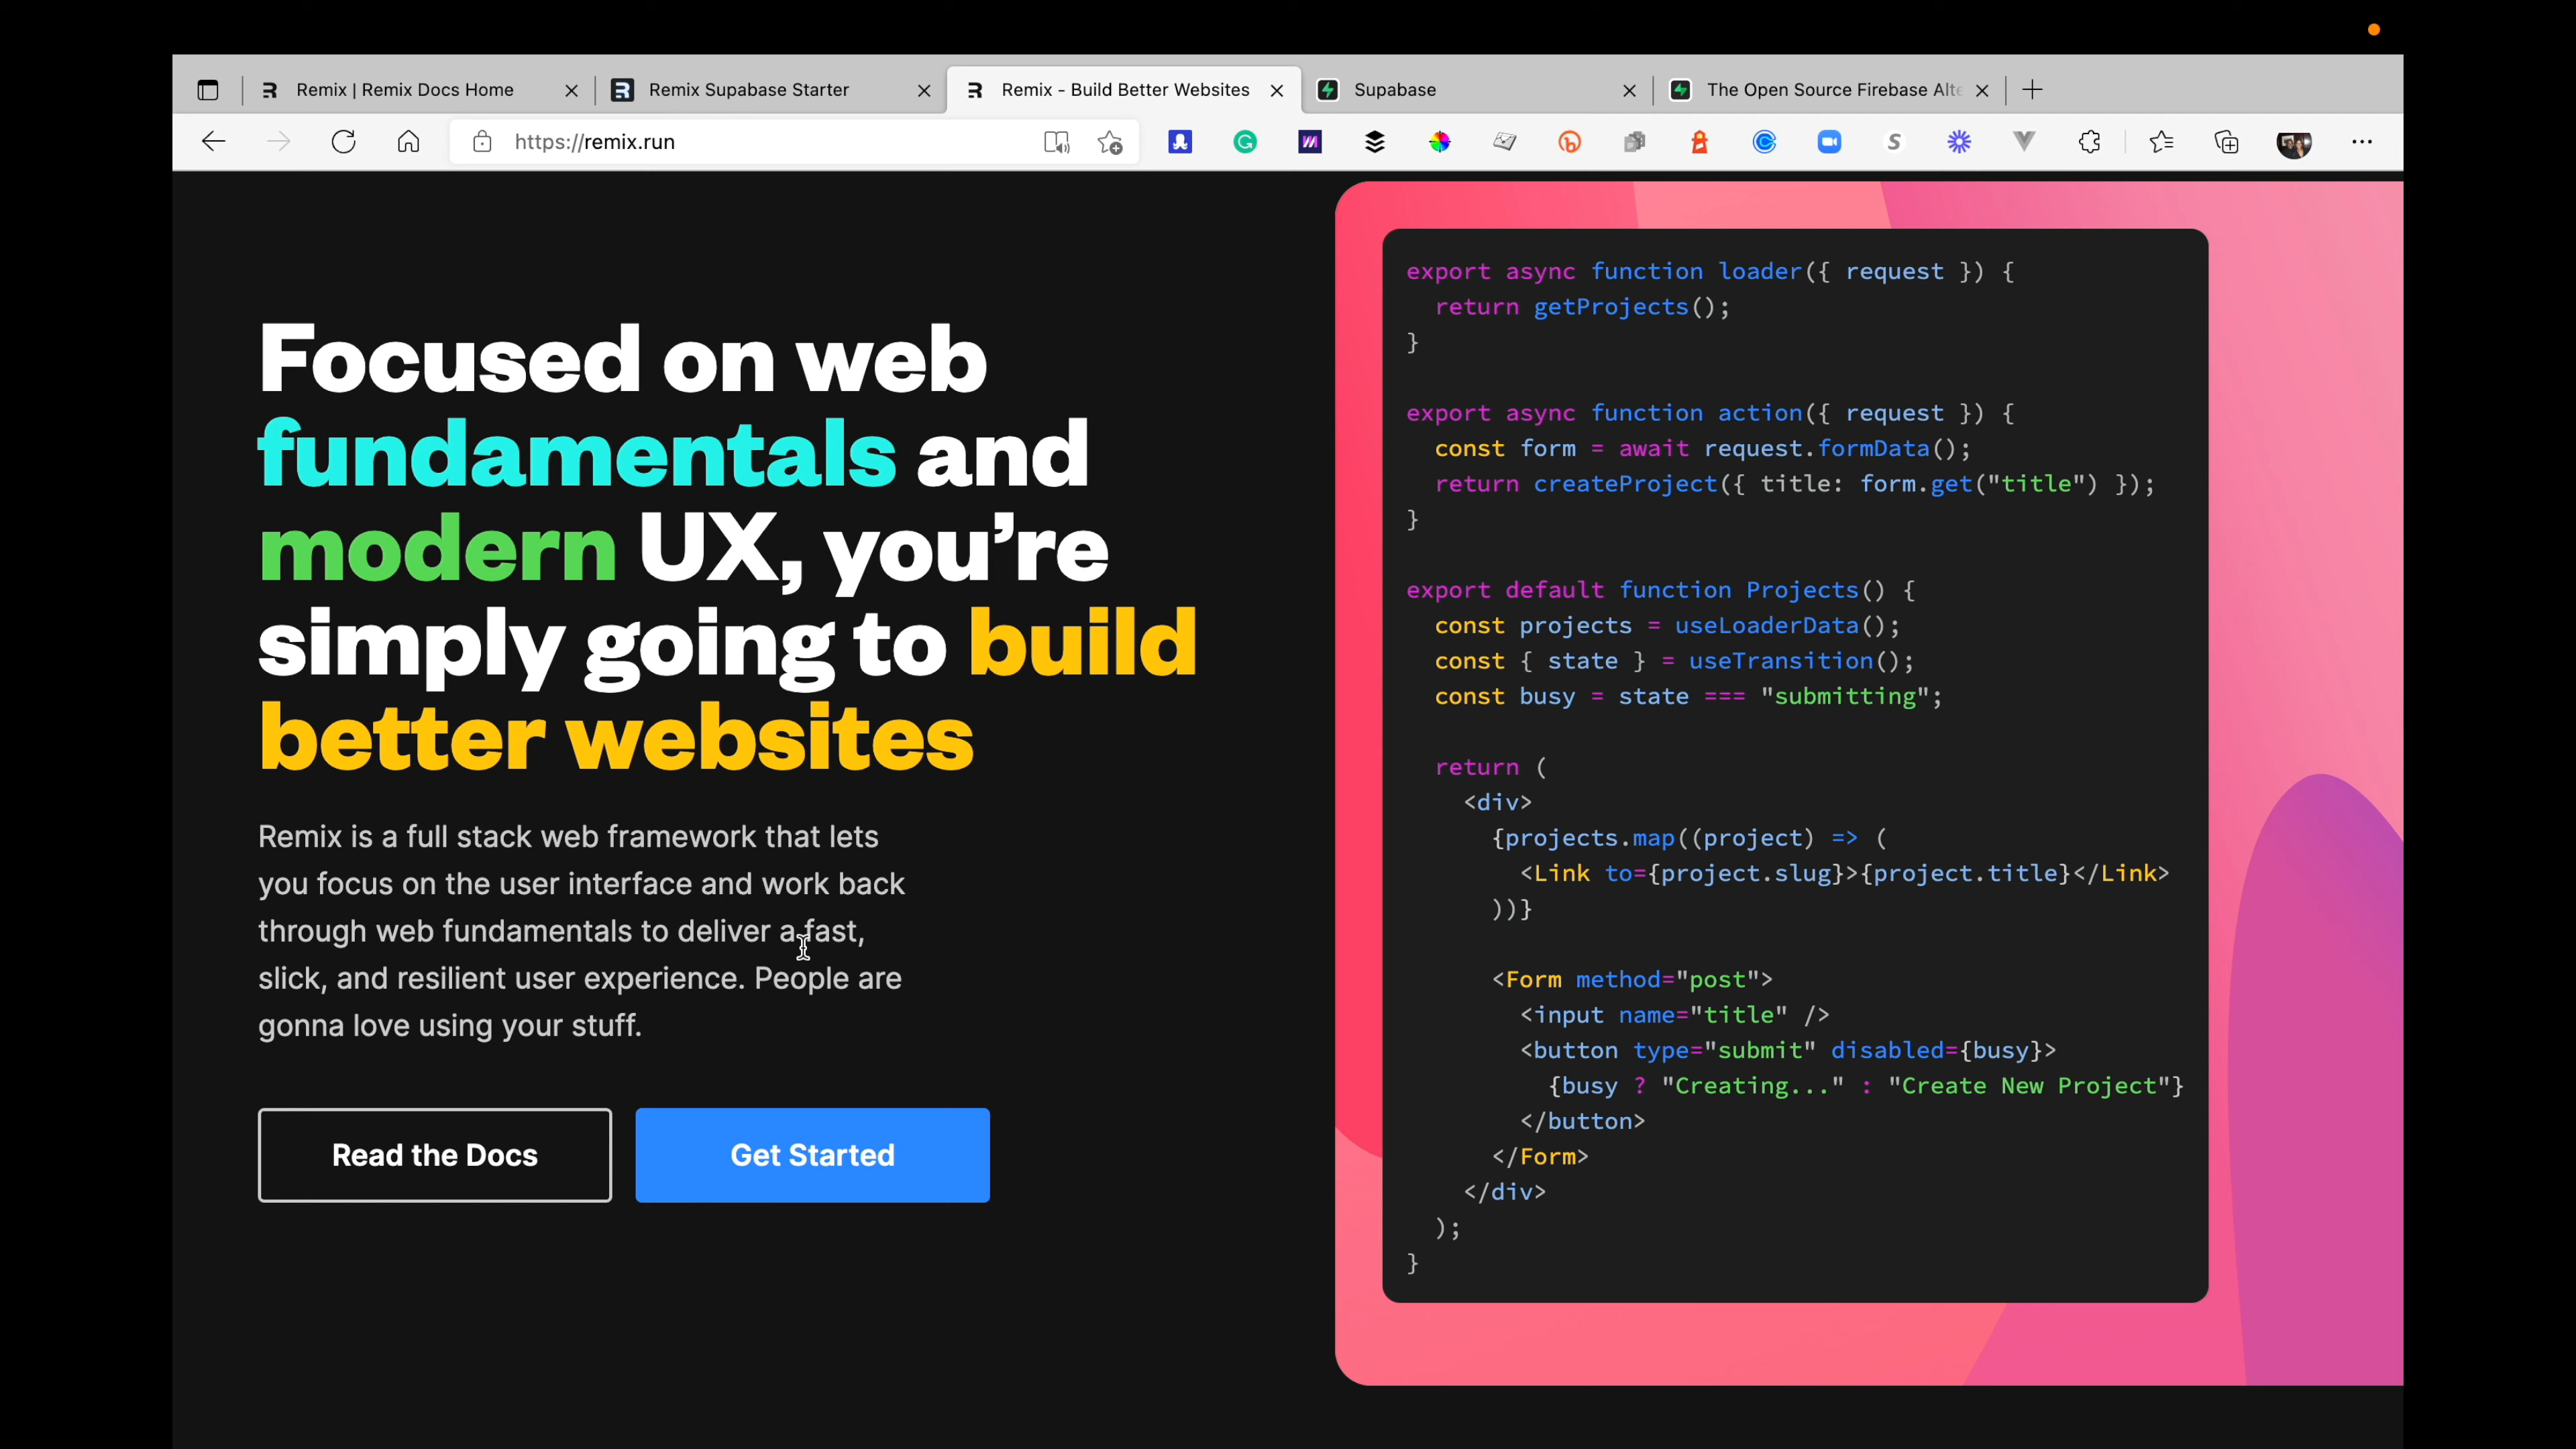 Remix | Remix Docs Home
Remix Supabase Starter
Remix - Build Better Websites
Supabase
The Open Source Firebase Alte
https://remix.run
Focused on web
fundamentals and
modern UX, you’re
simply going to build
better websites
Remix is a full stack web framework that lets
you focus on the user interface and work back
through web fundamentals to deliver a fast,
slick, and resilient user experience. People are
gonna love using your stuff.
Read the Docs
Get Started
export async function loader({ request }) {
  return getProjects();
}
export async function action({ request }) {
  const form = await request.formData();
  return createProject({ title: form.get("title") });
}
export default function Projects() {
  const projects = useLoaderData();
  const { state } = useTransition();
  const busy = state === "submitting";
  return (
    <div>
      {projects.map((project) => (
        <Link to={project.slug}>{project.title}</Link>
      ))}
      <Form method="post">
        <input name="title" />
        <button type="submit" disabled={busy}>
          {busy ? "Creating..." : "Create New Project"}
        </button>
      </Form>
    </div>
  );
}